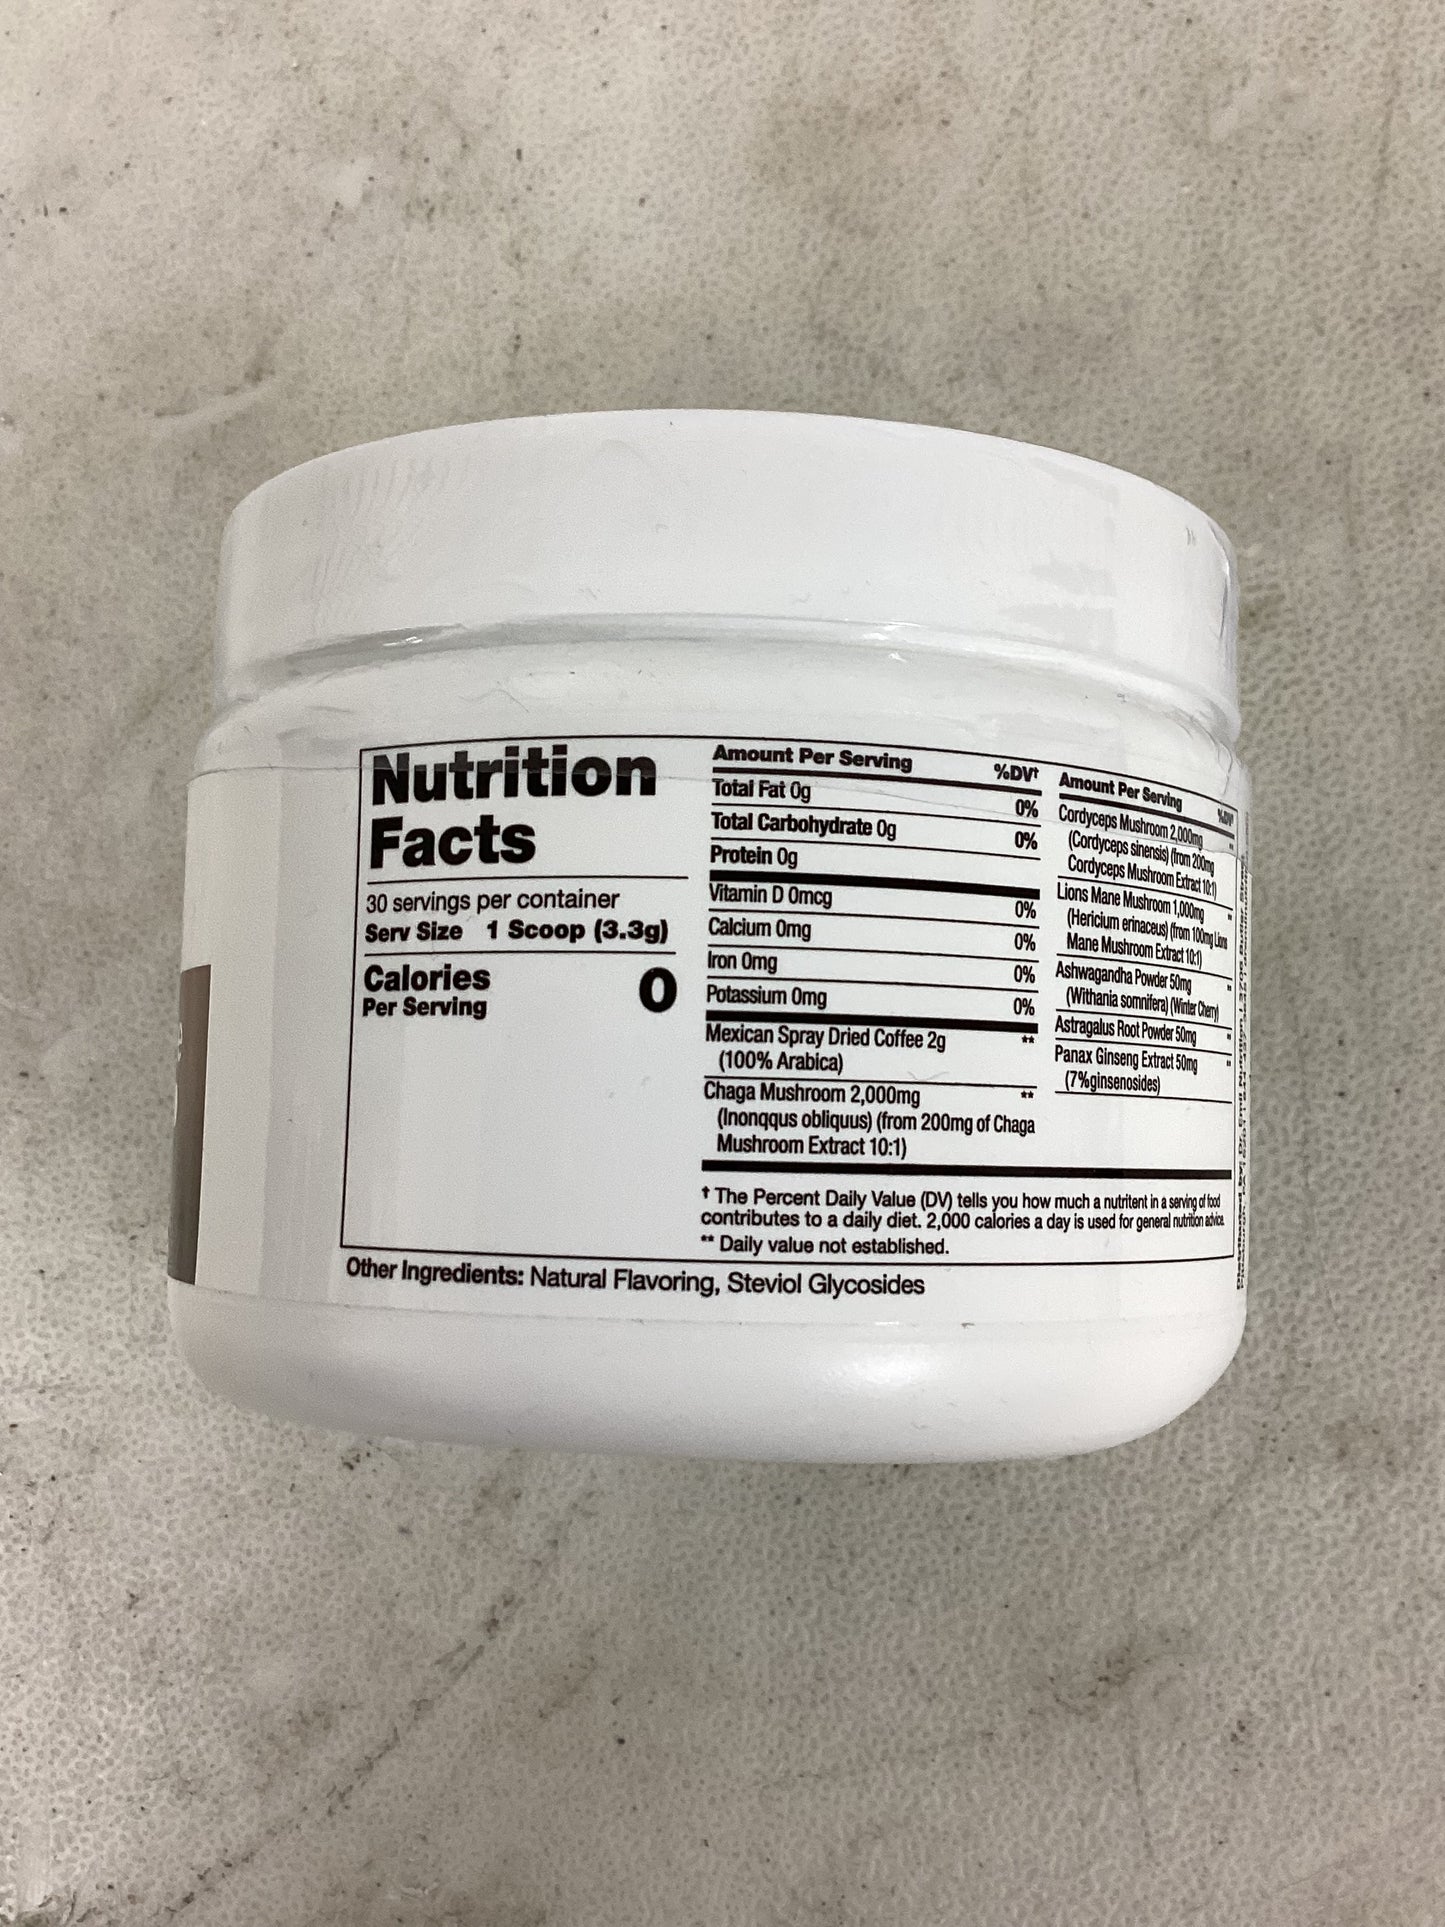 Nutrition
Facts
30 servings per container
Serv Size 1 Scoop (3.3g)
Calories 0
Per Serving
Amount Per Serving %DV†
Total Fat 0g 0%
Total Carbohydrate 0g 0%
Protein 0g
Vitamin D 0mcg 0%
Calcium 0mg 0%
Iron 0mg 0%
Potassium 0mg 0%
Mexican Spray Dried Coffee 2g **
(100% Arabica)
Chaga Mushroom 2,000mg **
(Inonqqus obliquus) (from 200mg of Chaga
Mushroom Extract 10:1)
Amount Per Serving %DV†
Cordyceps Mushroom 2,000mg **
(Cordyceps sinensis) (from 200mg
Cordyceps Mushroom Extract 10:1)
Lions Mane Mushroom 1,000mg **
(Hericium erinaceus) (from 100mg Lions
Mane Mushroom Extract 10:1)
Ashwagandha Powder 50mg **
(Withania somnifera) (Winter Cherry)
Astragalus Root Powder 50mg **
Panax Ginseng Extract 50mg **
(7%ginsenosides)
† The Percent Daily Value (DV) tells you how much a nutritent in a serving of food
contributes to a daily diet. 2,000 calories a day is used for general nutrition advice.
** Daily value not established.
Other Ingredients: Natural Flavoring, Steviol Glycosides